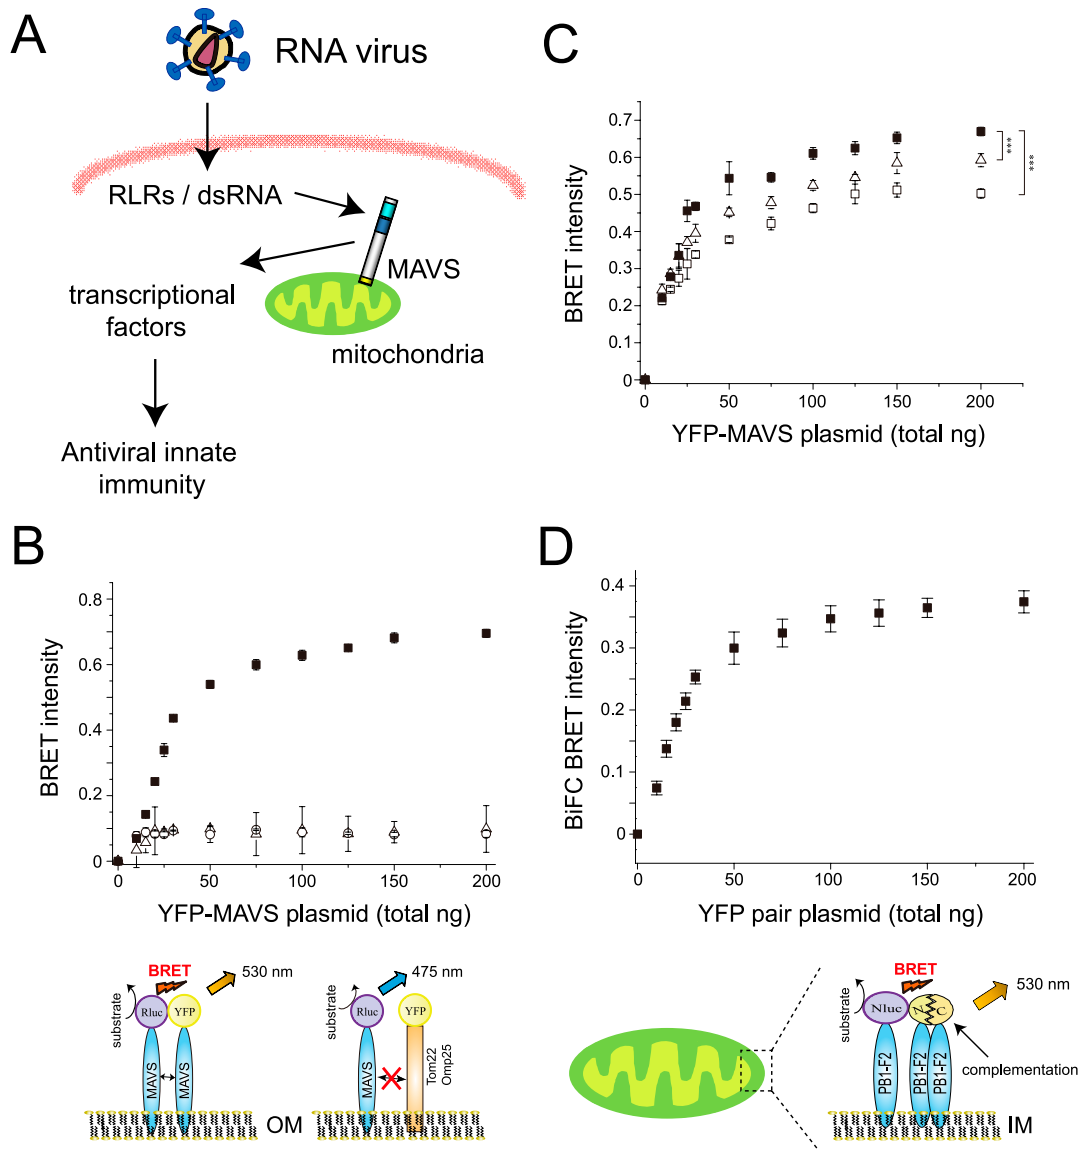 A
RNA virus
RLRs / dsRNA
MAVS
transcriptional
factors
mitochondria
Antiviral innate
immunity
C
BRET intensity
0.7
0.6
0.5
0.4
0.3
0.2
0.1
0
0
50
100
150
200
***
***
YFP-MAVS plasmid (total ng)
B
BRET intensity
0.8
0.6
0.4
0.2
0
0
50
100
150
200
YFP-MAVS plasmid (total ng)
BRET
530 nm
substrate
Rluc
YFP
MAVS
MAVS
OM
475 nm
substrate
Rluc
YFP
MAVS
Tom22
Omp25
D
BiFC BRET intensity
0.4
0.3
0.2
0.1
0
0
50
100
150
200
YFP pair plasmid (total ng)
BRET
530 nm
substrate
Nluc
N
C
PB1-F2
PB1-F2
PB1-F2
complementation
IM